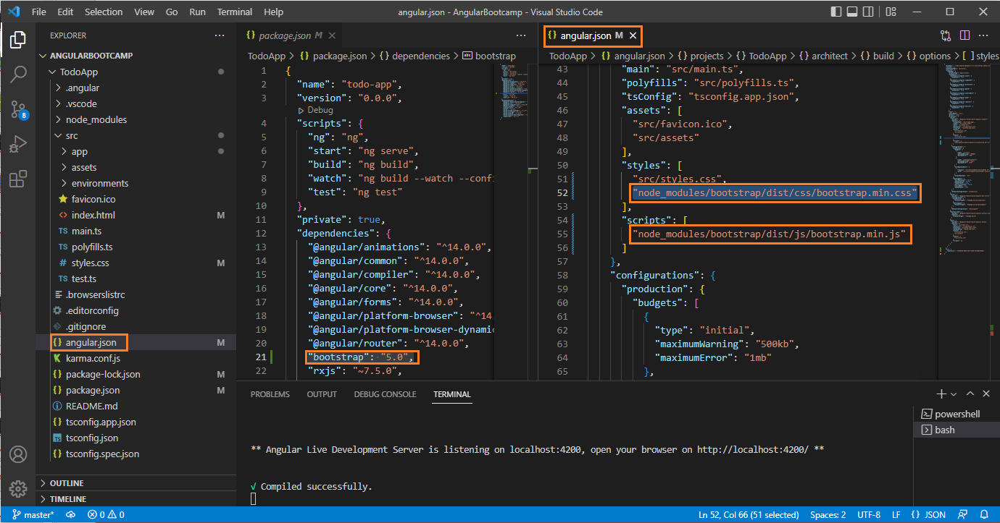 File Edit Selection View Go Run Terminal Help
angular.json - AngularBootcamp - Visual Studio Code
EXPLORER
ANGULARBOOTCAMP
TodoApp
.angular
.vscode
node_modules
src
app
assets
environments
favicon.ico
index.html M
TS main.ts
TS polyfills.ts
# styles.css M
TS test.ts
.browserslistrc
.editorconfig
.gitignore
{} angular.json M
karma.conf.js
{} package-lock.json M
{} package.json M
README.md
{} tsconfig.app.json
TS tsconfig.json
{} tsconfig.spec.json
OUTLINE
TIMELINE
8
{} package.json M
TodoApp > {} package.json > {} dependencies > abc bootstrap
1 {
2 "name": "todo-app",
3 "version": "0.0.0",
Debug
4 "scripts": {
5 "ng": "ng",
6 "start": "ng serve",
7 "build": "ng build",
8 "watch": "ng build --watch --confi
9 "test": "ng test"
10 },
11 "private": true,
12 "dependencies": {
13 "@angular/animations": "^14.0.0",
14 "@angular/common": "^14.0.0",
15 "@angular/compiler": "^14.0.0",
16 "@angular/core": "^14.0.0",
17 "@angular/forms": "^14.0.0",
18 "@angular/platform-browser": "^14
19 "@angular/platform-browser-dynamic
20 "@angular/router": "^14.0.0",
21 "bootstrap": "5.0",
22 "rxjs": "~7.5.0",
{} angular.json M
TodoApp > {} angular.json > {} projects > {} TodoApp > {} architect > {} build > {} options > [ ] styles
43 "main": "src/main.ts",
44 "polyfills": "src/polyfills.ts",
45 "tsConfig": "tsconfig.app.json",
46 "assets": [
47 "src/favicon.ico",
48 "src/assets"
49 ],
50 "styles": [
51 "src/styles.css",
52 "node_modules/bootstrap/dist/css/bootstrap.min.css"
53 ],
54 "scripts": [
55 "node_modules/bootstrap/dist/js/bootstrap.min.js"
56 ]
57 },
58 "configurations": {
59 "production": {
60 "budgets": [
61 {
62 "type": "initial",
63 "maximumWarning": "500kb",
64 "maximumError": "1mb"
65 },
PROBLEMS OUTPUT DEBUG CONSOLE TERMINAL
** Angular Live Development Server is listening on localhost:4200, open your browser on http://localhost:4200/ **
√ Compiled successfully.
powershell
bash
master* 0 0
Ln 52, Col 66 (51 selected) Spaces: 2 UTF-8 LF {} JSON